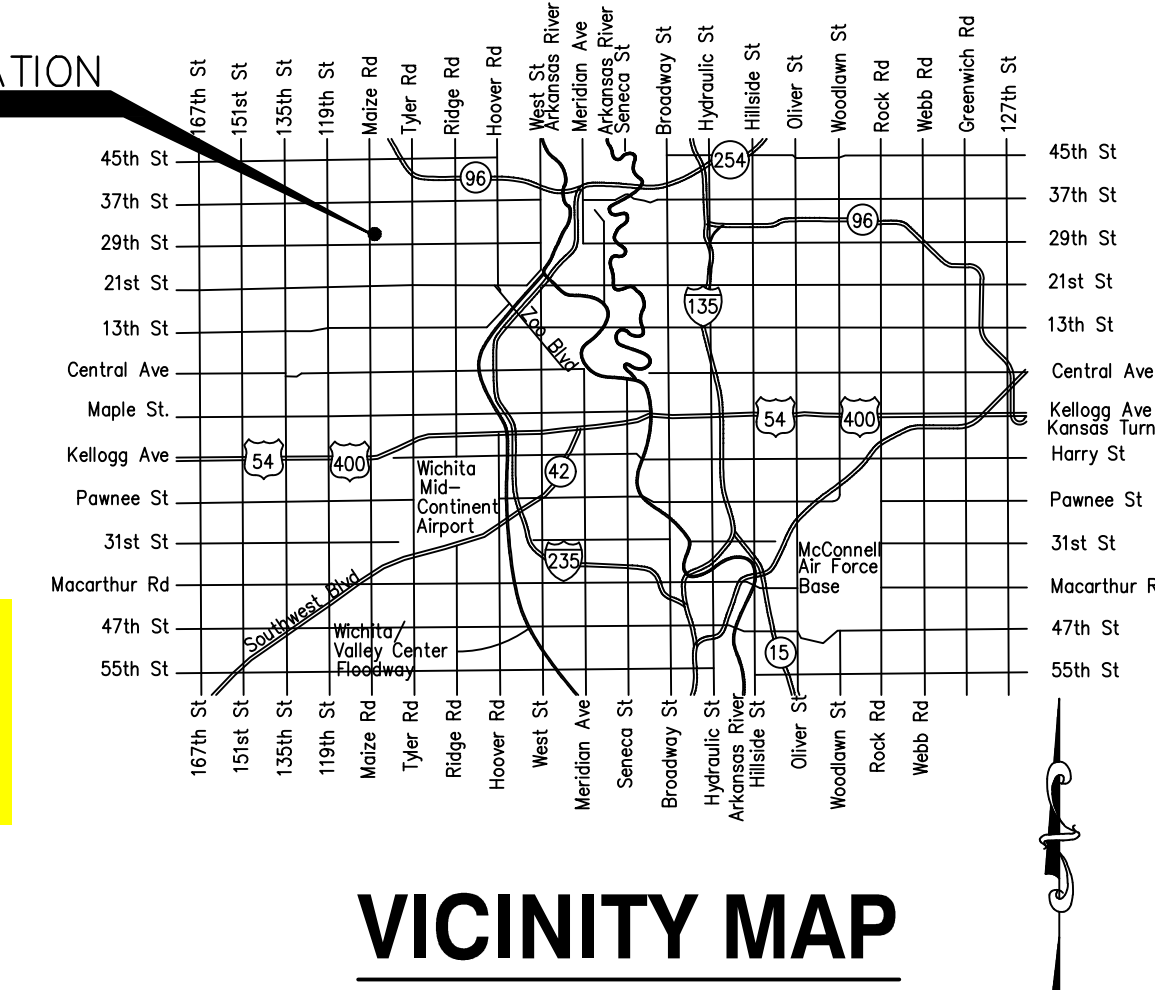 ATION
167th St
151st St
135th St
119th St
Maize Rd
Tyler Rd
Ridge Rd
Hoover Rd
West St
Arkansas River
Meridian Ave
Arkansas River
Seneca St
Broadway St
Hydraulic St
Hillside St
Oliver St
Woodlawn St
Rock Rd
Webb Rd
Greenwich Rd
127th St
45th St
37th St
29th St
21st St
13th St
Central Ave
Maple St.
Kellogg Ave
Pawnee St
31st St
Macarthur Rd
47th St
55th St
96
254
96
135
Zoo Blvd
54
400
54
400
42
Wichita
Mid-
Continent
Airport
235
McConnell
Air Force
Base
Southwest Blvd
Wichita/
Valley Center
Floodway
15
45th St
37th St
29th St
21st St
13th St
Central Ave
Kellogg Ave
Kansas Turn
Harry St
Pawnee St
31st St
Macarthur R
47th St
55th St
167th St
151st St
135th St
119th St
Maize Rd
Tyler Rd
Ridge Rd
Hoover Rd
West St
Meridian Ave
Seneca St
Broadway St
Hydraulic St
Arkansas River
Hillside St
Oliver St
Woodlawn St
Rock Rd
Webb Rd
VICINITY MAP